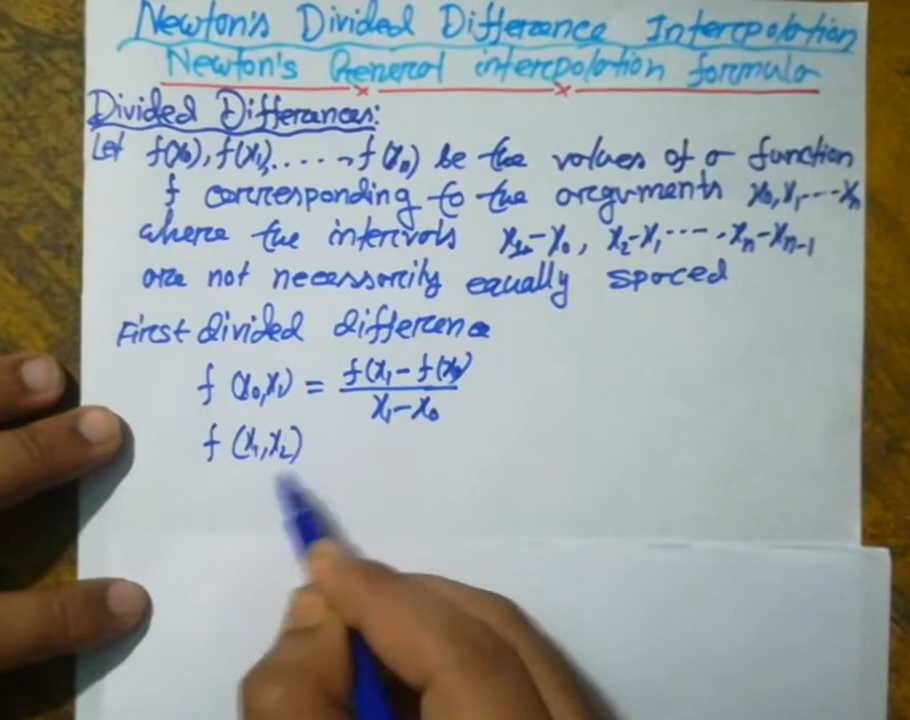 Newton's Divided Difference Interpolation
Newton's General interpolation formula
Divided Differences:
Let f(x₀), f(x₁), ..... , f(xₙ) be the values of a function
f corresponding to the arguments x₀, x₁, ... xₙ
where the intervals x₁-x₀, x₂-x₁ ...., xₙ-xₙ₋₁
are not necessarily equally spaced
First divided difference
f (x₀,x₁) = f(x₁ - f(x₀) / x₁-x₀
f (x₁,x₂)